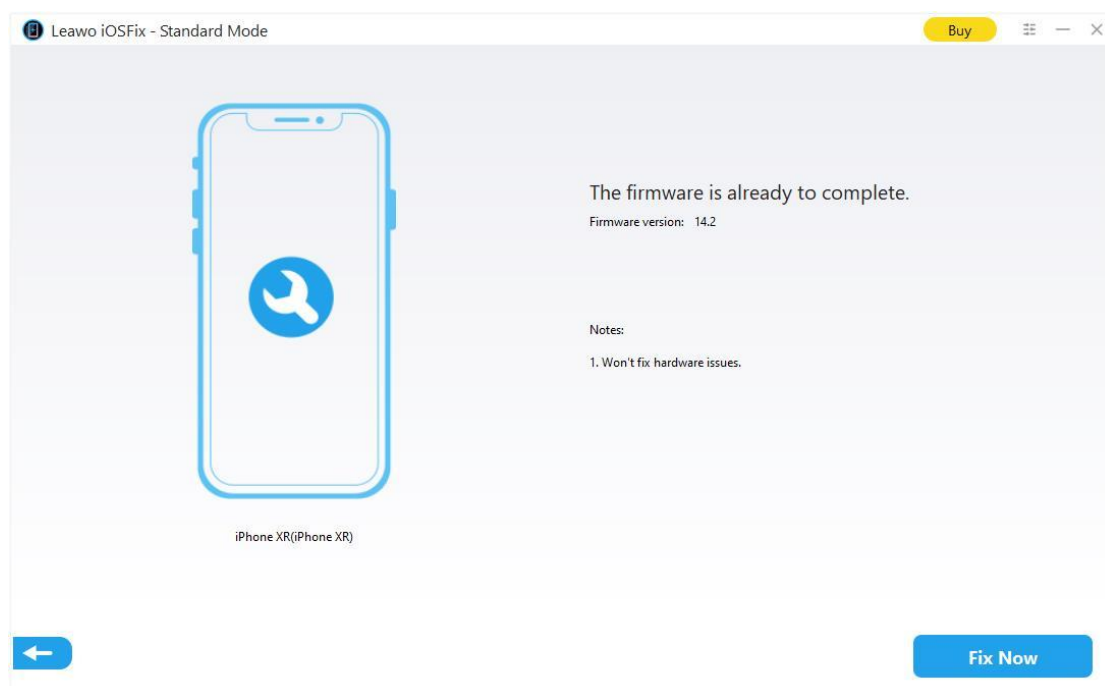 Leawo iOSFix - Standard Mode
Buy
The firmware is already to complete.
Firmware version: 14.2
Notes:
1. Won't fix hardware issues.
iPhone XR(iPhone XR)
Fix Now